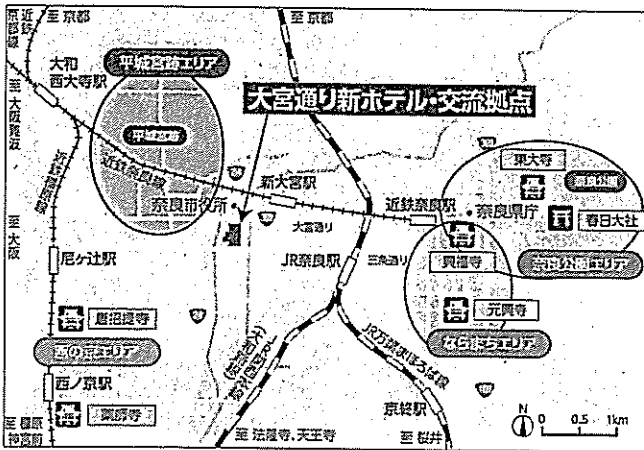 近鉄
京都線
至 京都
至 京都
平城宮跡エリア
大和
西大寺駅
至 大阪難波
平城宮跡
大宮通り新ホテル・交流拠点
近鉄奈良線
新大宮駅
奈良市役所
大宮通り
近鉄奈良駅
東大寺
奈良公園
奈良県庁
春日大社
興福寺
奈良公園エリア
至 大阪
尼ヶ辻駅
JR奈良駅
三条通り
元興寺
ならまちエリア
唐招提寺
西の京エリア
西ノ京駅
薬師寺
JR万葉まほろば線
京終駅
至 橿原
神宮前
至 法隆寺、天王寺
至 桜井
N
0 0.5 1km